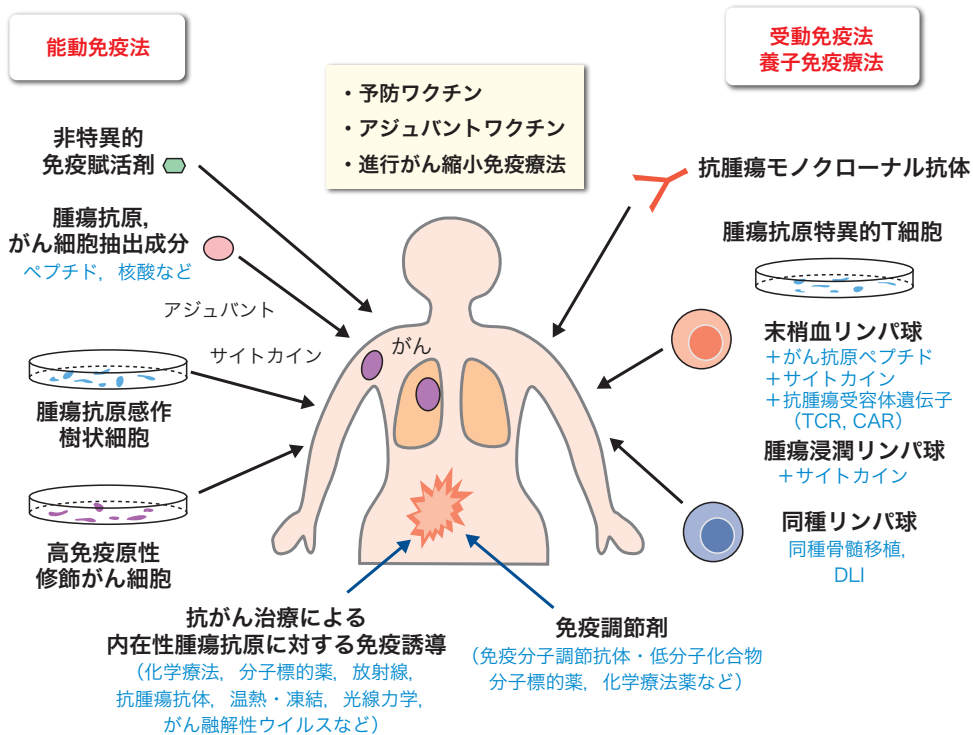 能動免疫法
受動免疫法
養子免疫療法
・予防ワクチン
・アジュバントワクチン
・進行がん縮小免疫療法
非特異的
免疫賦活剤
腫瘍抗原,
がん細胞抽出成分
ペプチド, 核酸など
アジュバント
サイトカイン
腫瘍抗原感作
樹状細胞
高免疫原性
修飾がん細胞
がん
抗腫瘍モノクローナル抗体
腫瘍抗原特異的T細胞
末梢血リンパ球
+がん抗原ペプチド
+サイトカイン
+抗腫瘍受容体遺伝子
(TCR, CAR)
腫瘍浸潤リンパ球
+サイトカイン
同種リンパ球
同種骨髄移植,
DLI
抗がん治療による
内在性腫瘍抗原に対する免疫誘導
(化学療法, 分子標的薬, 放射線,
抗腫瘍抗体, 温熱・凍結, 光線力学,
がん融解性ウイルスなど)
免疫調節剤
(免疫分子調節抗体・低分子化合物
分子標的薬, 化学療法薬など)